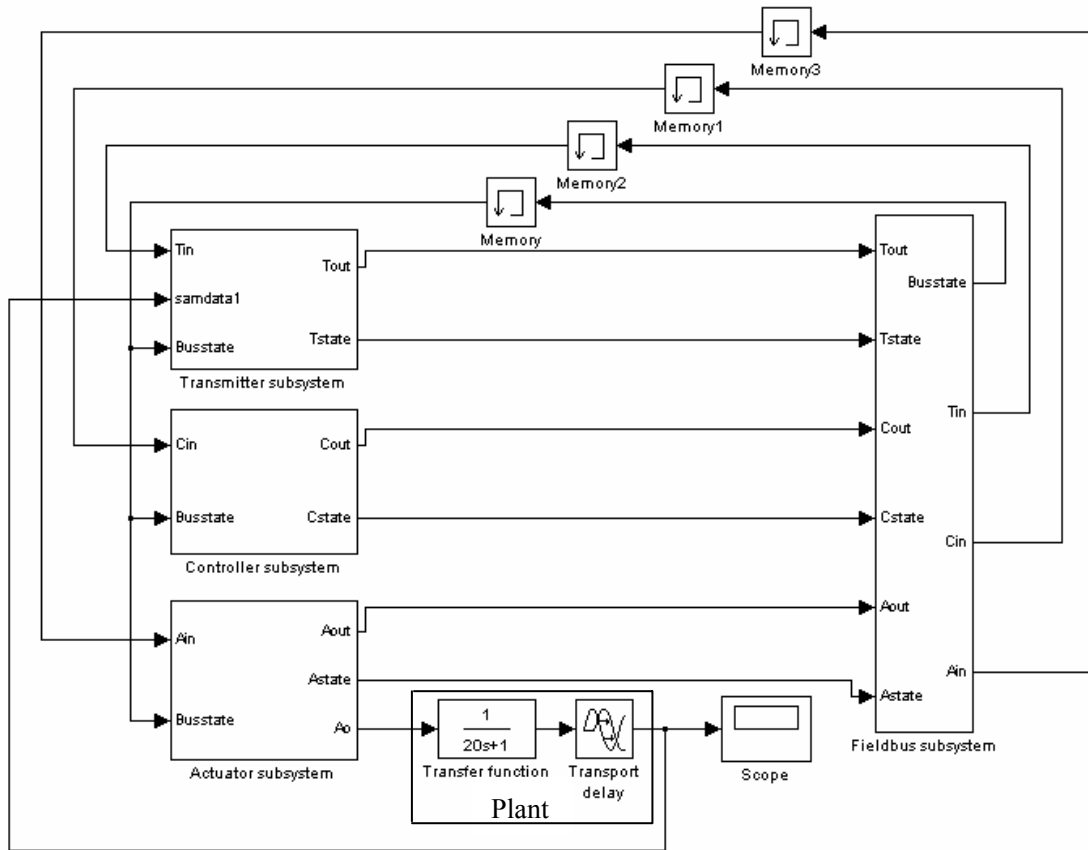 Memory3
Memory1
Memory2
Memory
Tin
samdata1
Busstate
Tout
Tstate
Transmitter subsystem
Cin
Busstate
Cout
Cstate
Controller subsystem
Ain
Busstate
Aout
Astate
Ao
Actuator subsystem
1
20s+1
Transfer function
Transport
delay
Plant
Scope
Tout
Tstate
Cout
Cstate
Aout
Astate
Busstate
Tin
Cin
Ain
Fieldbus subsystem